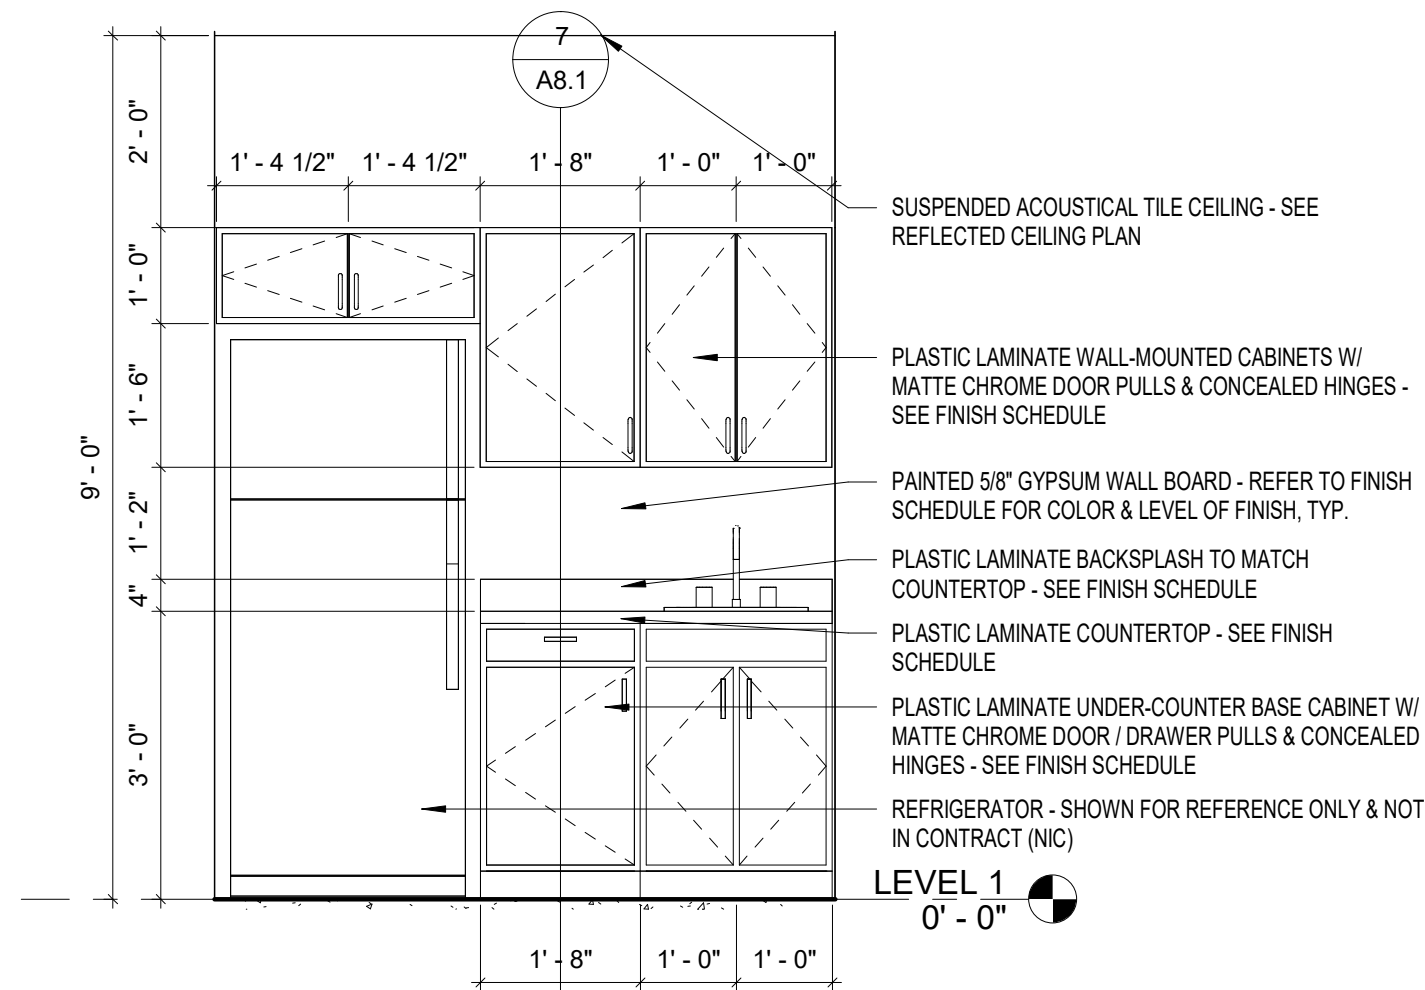 7
A8.1
2' - 0"
1' - 4 1/2"
1' - 4 1/2"
1' - 8"
1' - 0"
1' - 0"
SUSPENDED ACOUSTICAL TILE CEILING - SEE
REFLECTED CEILING PLAN
1' - 0"
PLASTIC LAMINATE WALL-MOUNTED CABINETS W/
MATTE CHROME DOOR PULLS & CONCEALED HINGES -
SEE FINISH SCHEDULE
1' - 6"
9' - 0"
PAINTED 5/8" GYPSUM WALL BOARD - REFER TO FINISH
SCHEDULE FOR COLOR & LEVEL OF FINISH, TYP.
1' - 2"
PLASTIC LAMINATE BACKSPLASH TO MATCH
COUNTERTOP - SEE FINISH SCHEDULE
4"
PLASTIC LAMINATE COUNTERTOP - SEE FINISH
SCHEDULE
PLASTIC LAMINATE UNDER-COUNTER BASE CABINET W/
MATTE CHROME DOOR / DRAWER PULLS & CONCEALED
HINGES - SEE FINISH SCHEDULE
3' - 0"
REFRIGERATOR - SHOWN FOR REFERENCE ONLY & NOT
IN CONTRACT (NIC)
LEVEL 1
0' - 0"
1' - 8"
1' - 0"
1' - 0"